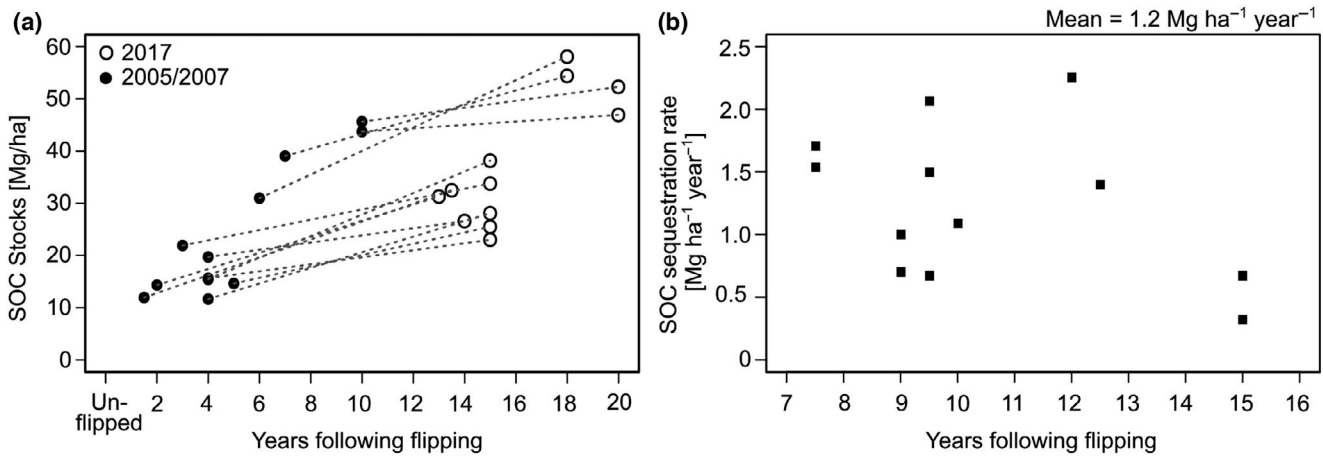 (a)
60
50
40
30
20
10
0
SOC Stocks [Mg/ha]
2017
2005/2007
Un-
flipped
2 4 6 8 10 12 14 16 18 20
Years following flipping
(b)
Mean = 1.2 Mg ha⁻¹ year⁻¹
2.5
2.0
1.5
1.0
0.5
0
SOC sequestration rate
[Mg ha⁻¹ year⁻¹]
7 8 9 10 11 12 13 14 15 16
Years following flipping